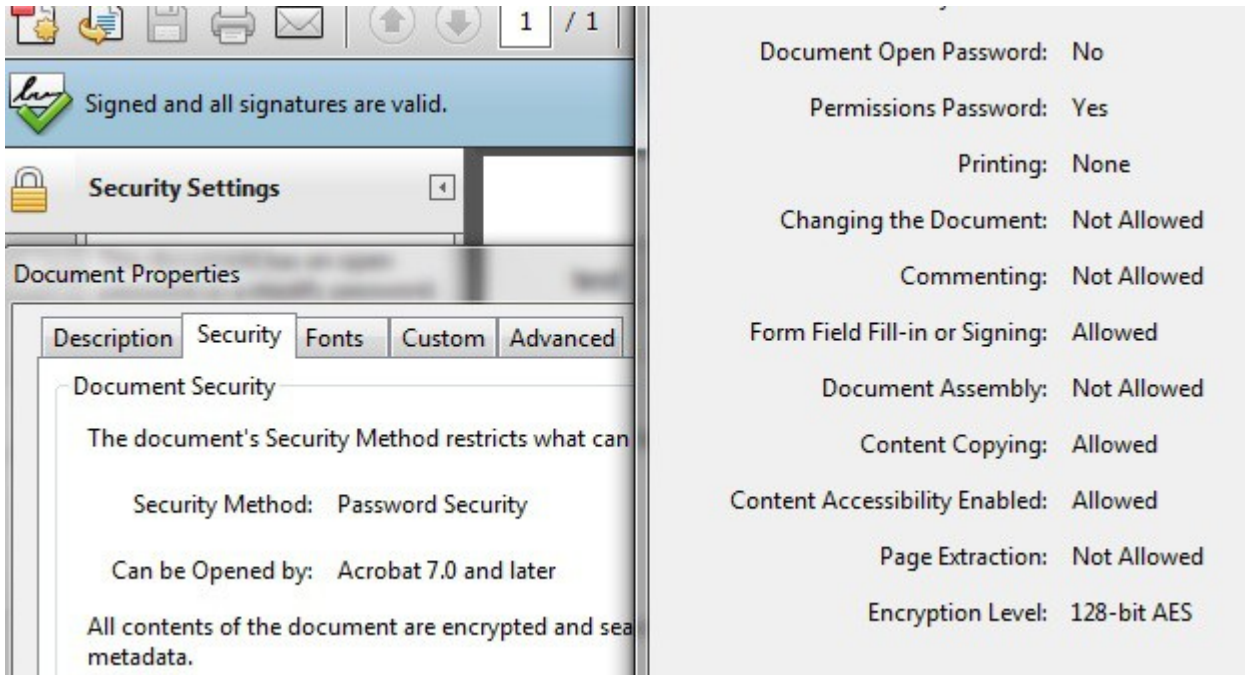 1 / 1
Signed and all signatures are valid.
Security Settings
Document Properties
Description Security Fonts Custom Advanced
Document Security
The document's Security Method restricts what can
Security Method: Password Security
Can be Opened by: Acrobat 7.0 and later
All contents of the document are encrypted and sea
metadata.
Document Open Password: No
Permissions Password: Yes
Printing: None
Changing the Document: Not Allowed
Commenting: Not Allowed
Form Field Fill-in or Signing: Allowed
Document Assembly: Not Allowed
Content Copying: Allowed
Content Accessibility Enabled: Allowed
Page Extraction: Not Allowed
Encryption Level: 128-bit AES